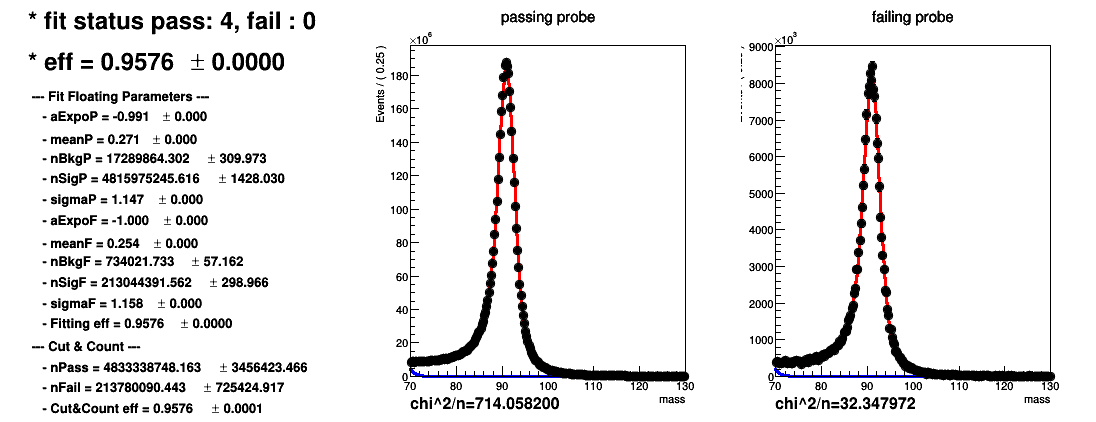 * fit status pass: 4, fail : 0
* eff = 0.9576 ± 0.0000
--- Fit Floating Parameters ---
- aExpoP = -0.991 ± 0.000
- meanP = 0.271 ± 0.000
- nBkgP = 17289864.302 ± 309.973
- nSigP = 4815975245.616 ± 1428.030
- sigmaP = 1.147 ± 0.000
- aExpoF = -1.000 ± 0.000
- meanF = 0.254 ± 0.000
- nBkgF = 734021.733 ± 57.162
- nSigF = 213044391.562 ± 298.966
- sigmaF = 1.158 ± 0.000
- Fitting eff = 0.9576 ± 0.0000
--- Cut & Count ---
- nPass = 4833338748.163 ± 3456423.466
- nFail = 213780090.443 ± 725424.917
- Cut&Count eff = 0.9576 ± 0.0001
passing probe
×10^6
Events / ( 0.25 )
180
160
140
120
100
80
60
40
20
0
70 80 90 100 110 120 130
mass
chi^2/n=714.058200
failing probe
×10^3
9000
8000
7000
6000
5000
4000
3000
2000
1000
0
70 80 90 100 110 120 130
mass
chi^2/n=32.347972